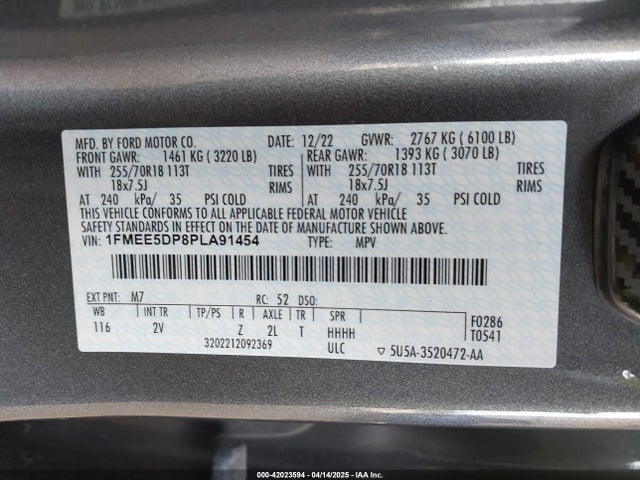 MFD. BY FORD MOTOR CO. DATE: 12/22 GVWR: 2767 KG ( 6100 LB)
FRONT GAWR: 1461 KG ( 3220 LB) REAR GAWR: 1393 KG ( 3070 LB)
WITH 255/70R18 113T TIRES WITH 255/70R18 113T TIRES
18x7.5J RIMS 18x7.5J RIMS
AT 240 kPa/ 35 PSI COLD AT 240 kPa/ 35 PSI COLD
THIS VEHICLE CONFORMS TO ALL APPLICABLE FEDERAL MOTOR VEHICLE
SAFETY STANDARDS IN EFFECT ON THE DATE OF MANUFACTURE SHOWN ABOVE.
VIN: 1FMEE5DP8PLA91454 TYPE: MPV
EXT PNT: M7 RC: 52 DSO:
WB INT TR TP/PS R AXLE TR SPR
116 2V Z 2L T HHHH
3202212092369 ULC
F0286
T0541
▽ 5U5A-3520472-AA
000-42023594 - 04/14/2025 - IAAC, Inc.